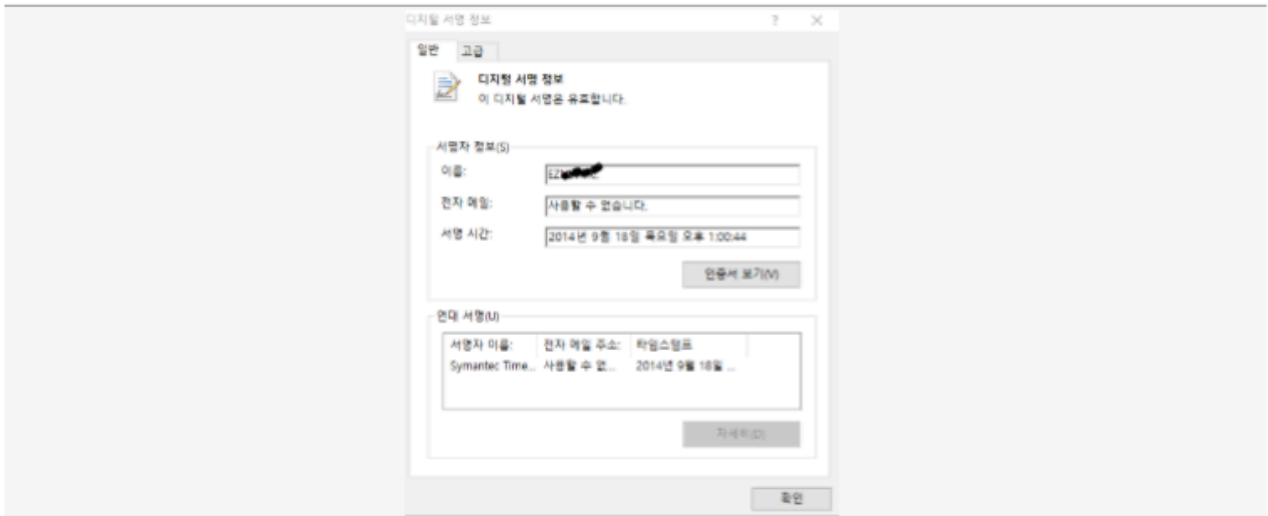 디지털 서명 정보
일반 고급
디지털 서명 정보
이 디지털 서명은 유효합니다.
서명자 정보(S)
이름:
전자 메일: 사용할 수 없습니다.
서명 시간: 2014년 9월 18일 목요일 오후 1:00:44
인증서 보기(V)
연대 서명(U)
서명자 이름: 전자 메일 주소: 타임스탬프
Symantec Time... 사용할 수 없... 2014년 9월 18일 ...
자세히(D)
확인